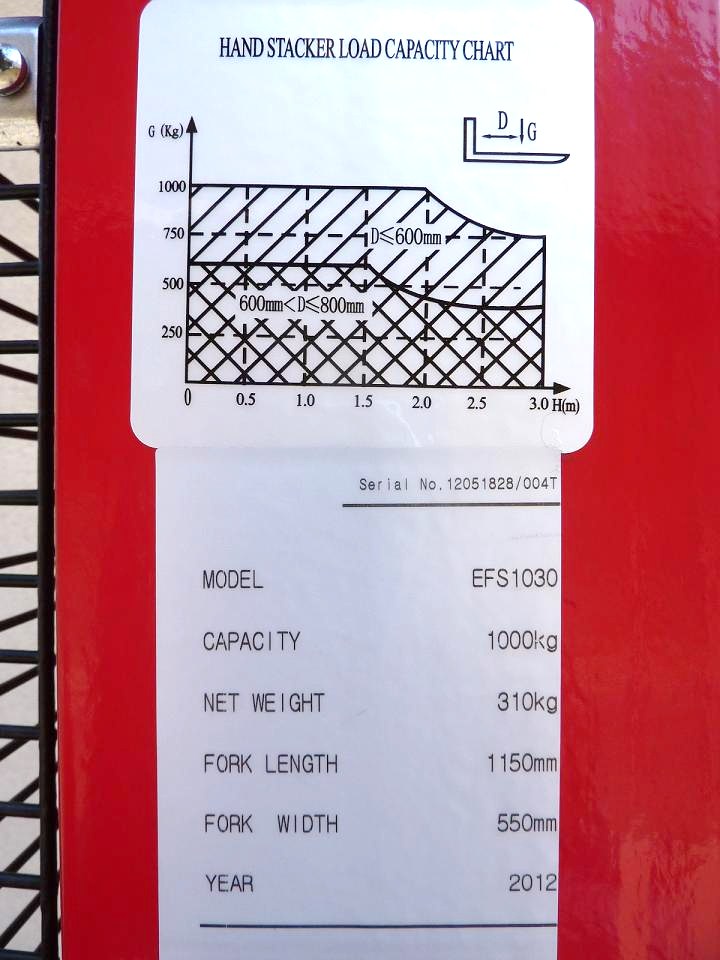 HAND STACKER LOAD CAPACITY CHART
G (Kg)
D
G
1000
750
D≤600mm
500
600mm<D≤800mm
250
0 0.5 1.0 1.5 2.0 2.5 3.0 H(m)
Serial No.12051828/004T
MODEL EFS1030
CAPACITY 1000kg
NET WEIGHT 310kg
FORK LENGTH 1150mm
FORK WIDTH 550mm
YEAR 2012